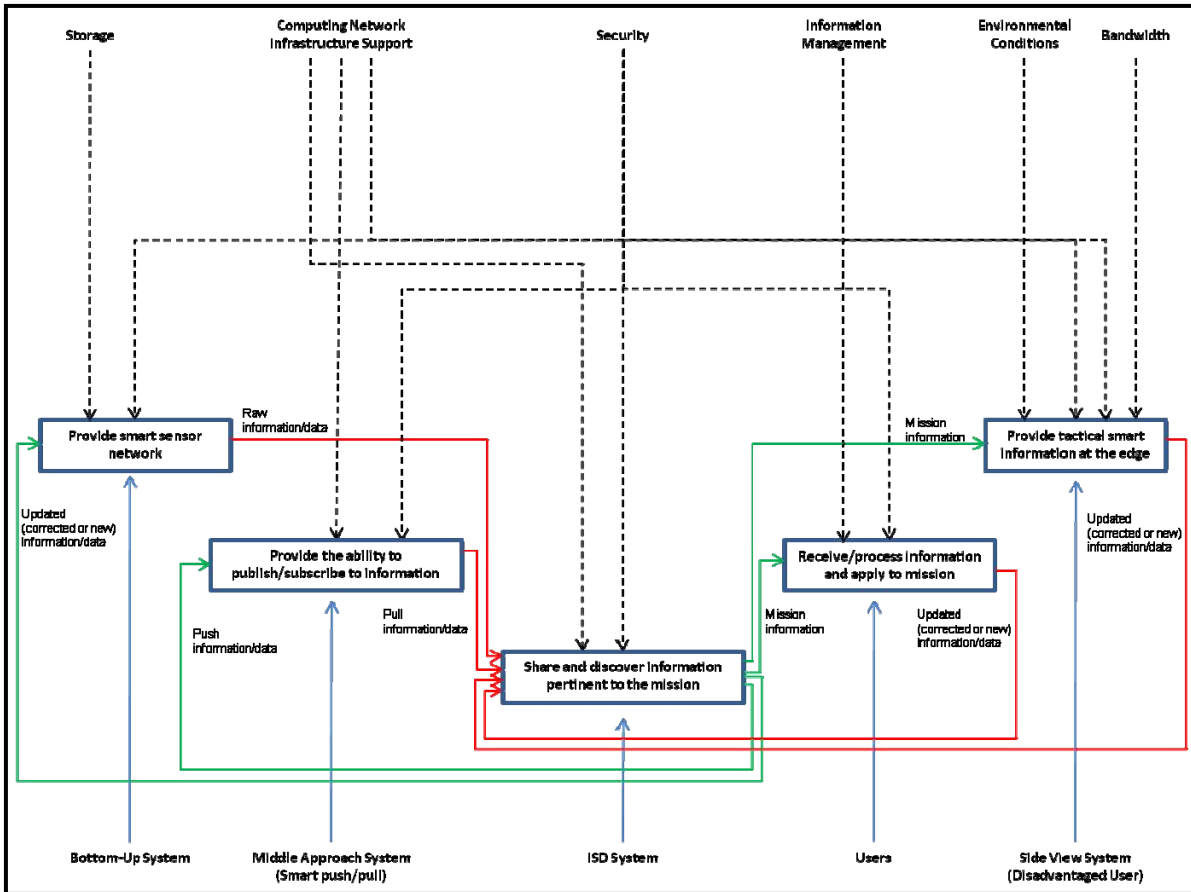 Storage
Computing Network
Infrastructure Support
Security
Information
Management
Environmental
Conditions
Bandwidth
Provide smart sensor
network
Raw
information/data
Mission
information
Provide tactical smart
information at the edge
Updated
(corrected or new)
information/data
Provide the ability to
publish/subscribe to information
Receive/process information
and apply to mission
Updated
(corrected or new)
information/data
Push
information/data
Pull
information/data
Mission
information
Updated
(corrected or new)
information/data
Share and discover information
pertinent to the mission
Bottom-Up System
Middle Approach System
(Smart push/pull)
ISD System
Users
Side View System
(Disadvantaged User)